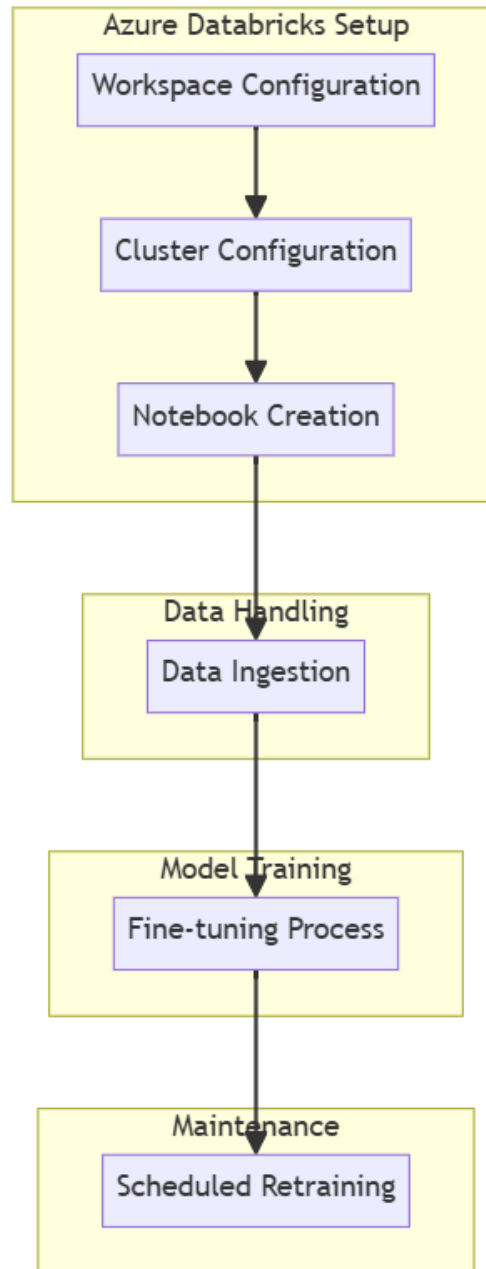 Azure Databricks Setup
Workspace Configuration
Cluster Configuration
Notebook Creation
Data Handling
Data Ingestion
Model Training
Fine-tuning Process
Maintenance
Scheduled Retraining